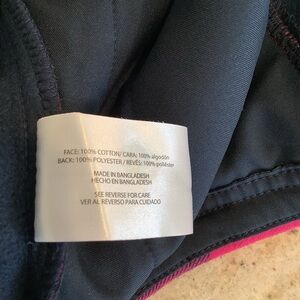 FACE: 100% COTTON/ CARA: 100% algodón
BACK: 100% POLYESTER / REVÉS: 100% poliéster
MADE IN BANGLADESH
HECHO EN BANGLADESH
SEE REVERSE FOR CARE
VER AL REVERSO PARA CUIDADO